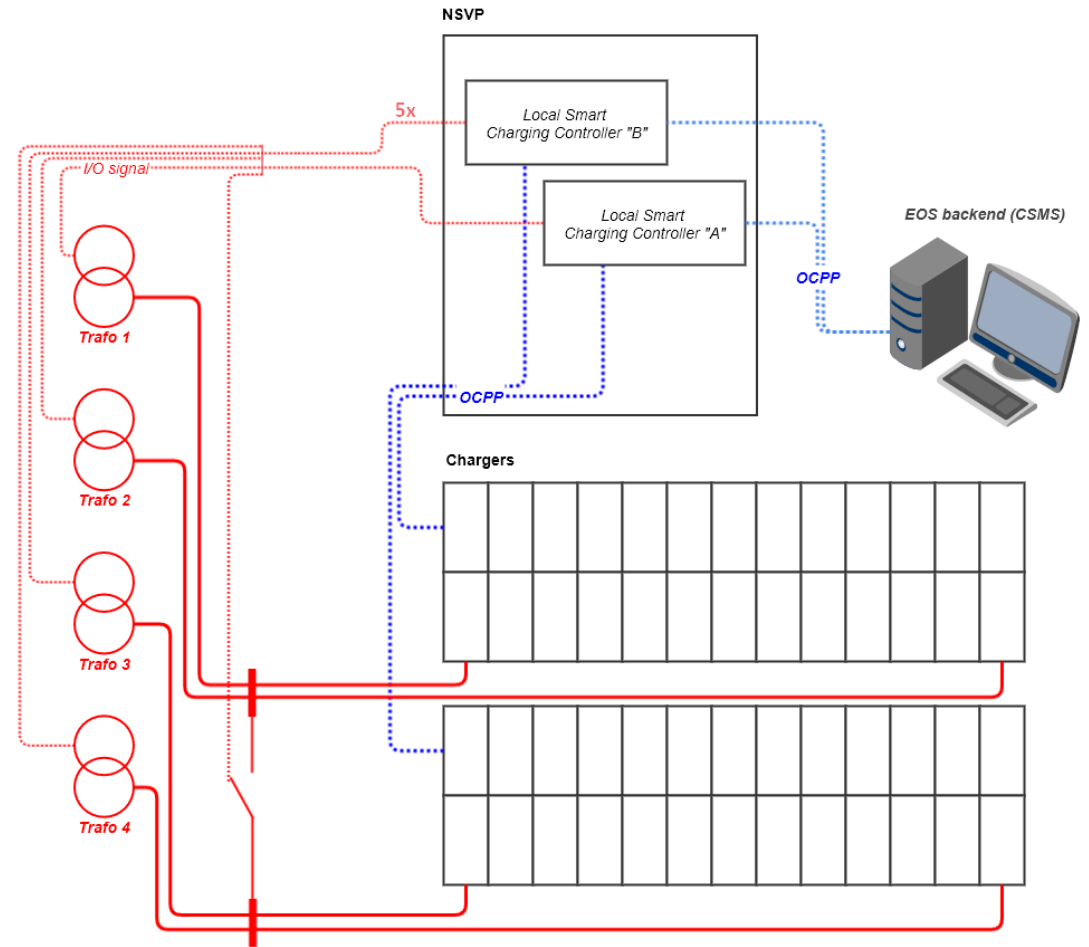 NSVP
5x
Local Smart
Charging Controller "B"
I/O signal
Local Smart
Charging Controller "A"
EOS backend (CSMS)
OCPP
Trafo 1
OCPP
Chargers
Trafo 2
Trafo 3
Trafo 4